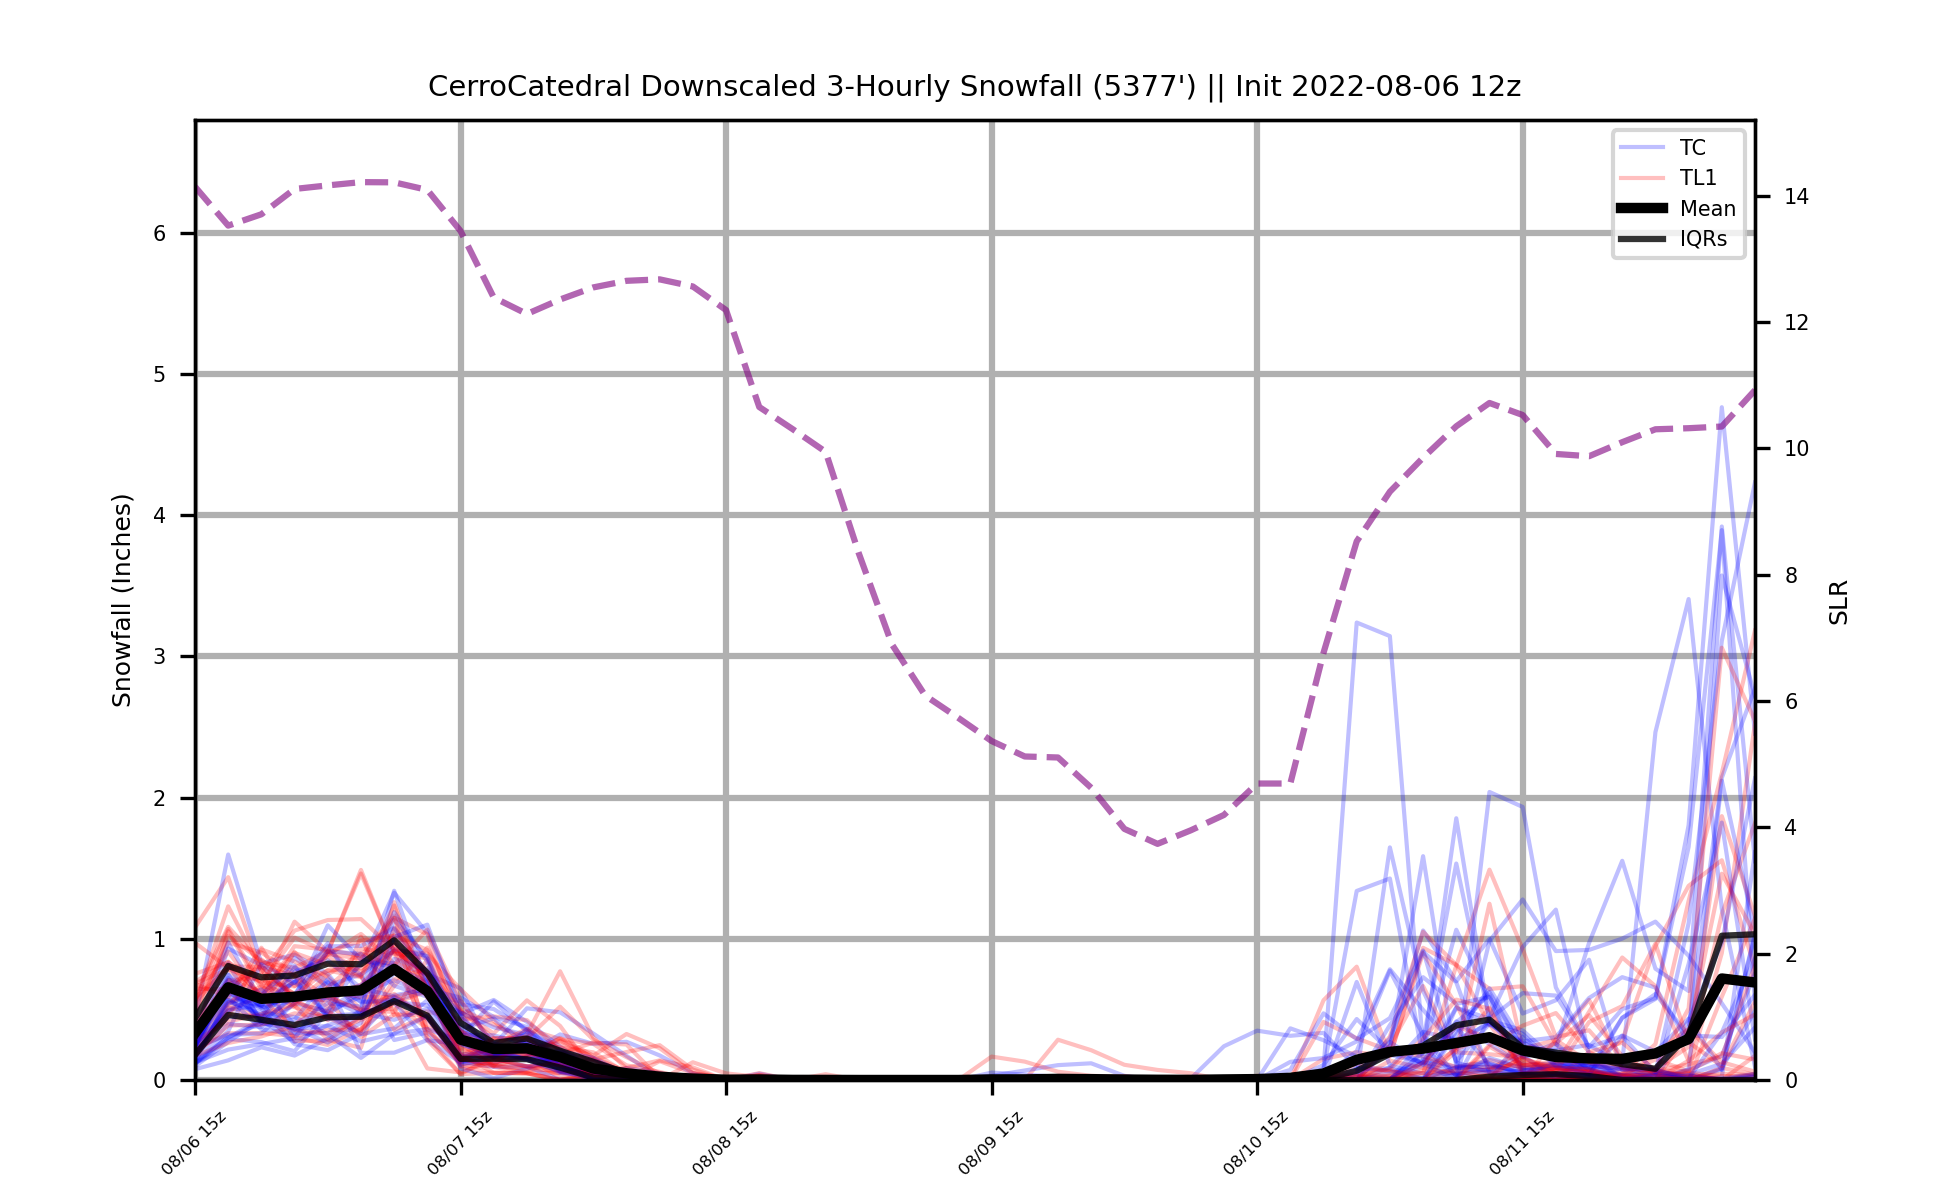 CerroCatedral Downscaled 3-Hourly Snowfall (5377') || Init 2022-08-06 12z
TC
TL1
Mean
IQRs
Snowfall (Inches)
6
5
4
3
2
1
0
14
12
10
8
6
4
2
0
SLR
08/06 15z
08/07 15z
08/08 15z
08/09 15z
08/10 15z
08/11 15z